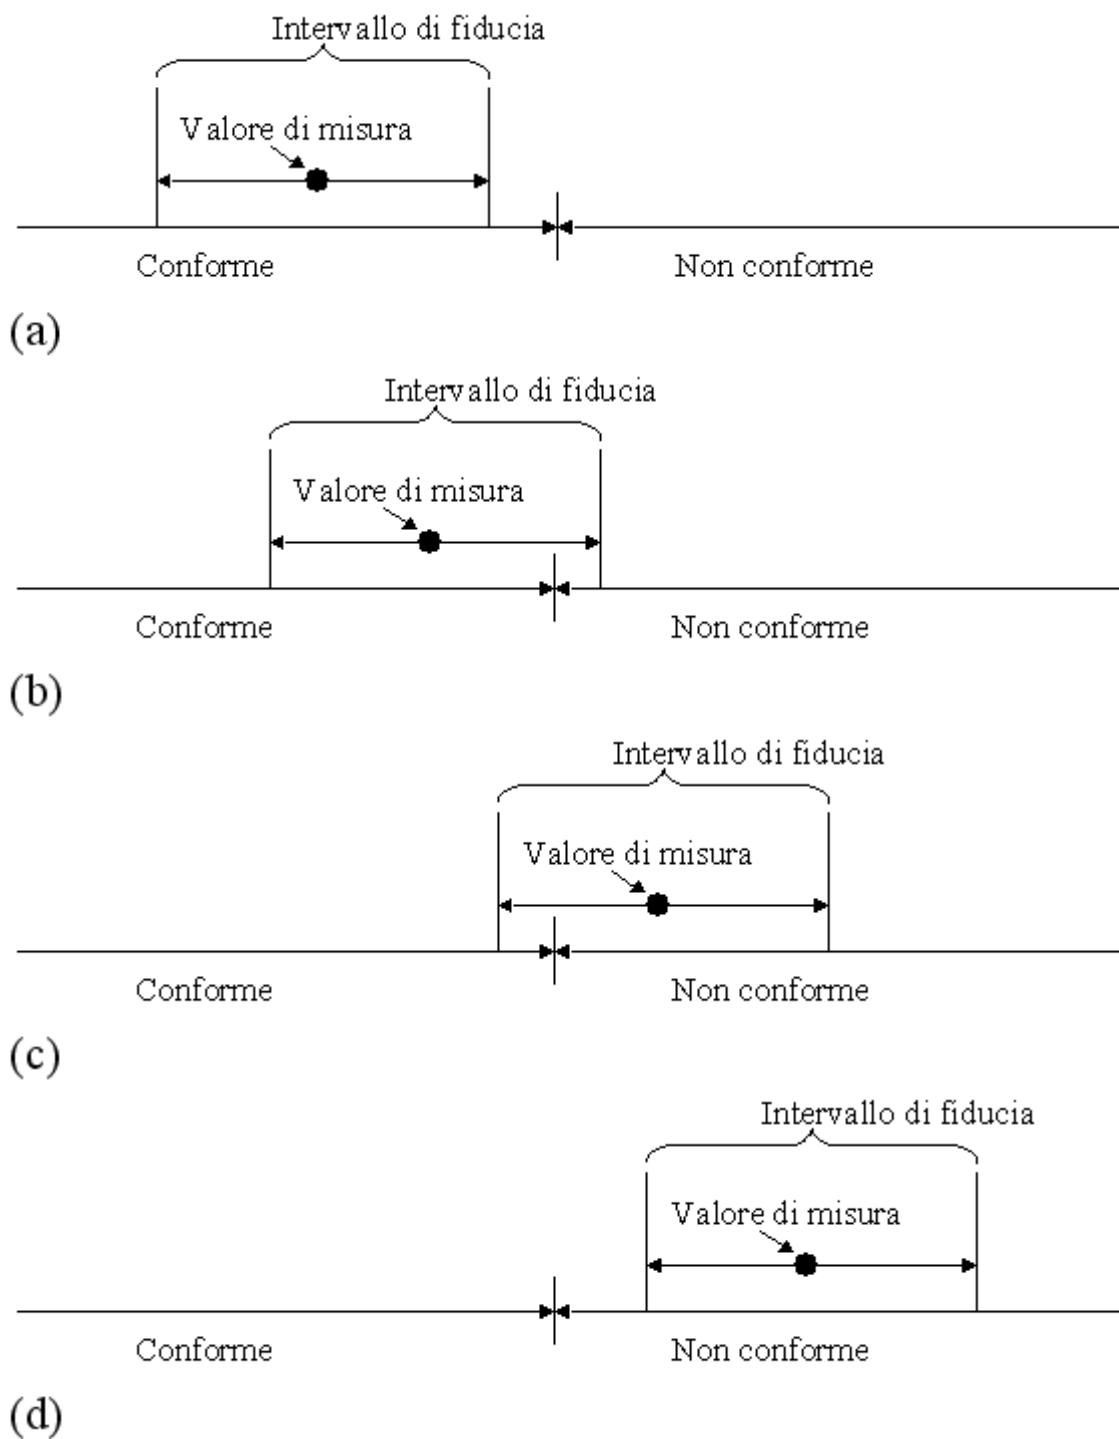 Intervallo di fiducia
Valore di misura
Conforme
Non conforme
(a)
Intervallo di fiducia
Valore di misura
Conforme
Non conforme
(b)
Intervallo di fiducia
Valore di misura
Conforme
Non conforme
(c)
Intervallo di fiducia
Valore di misura
Conforme
Non conforme
(d)